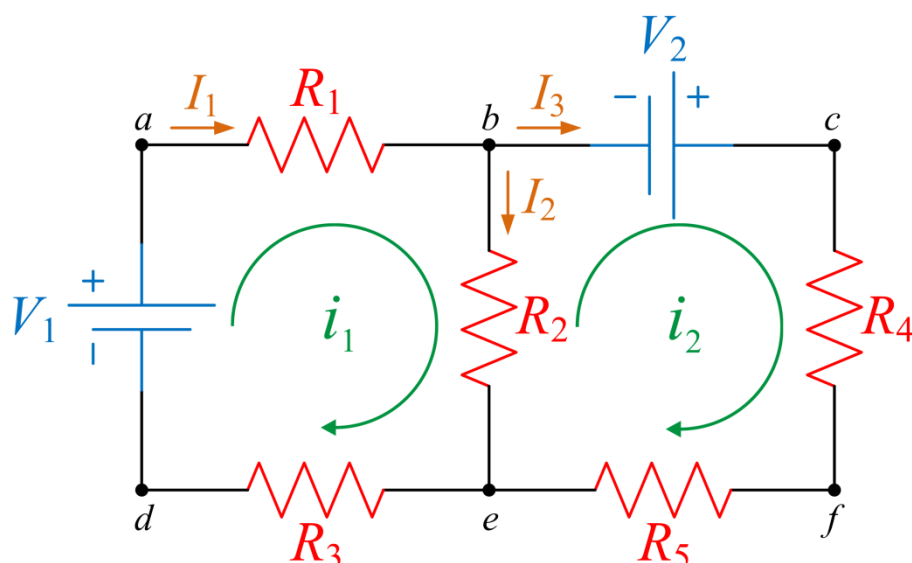 V2
I1 R1 I3 - +
a b c
I2
+
V1 i1 R2 i2 R4
-
d e f
R3 R5